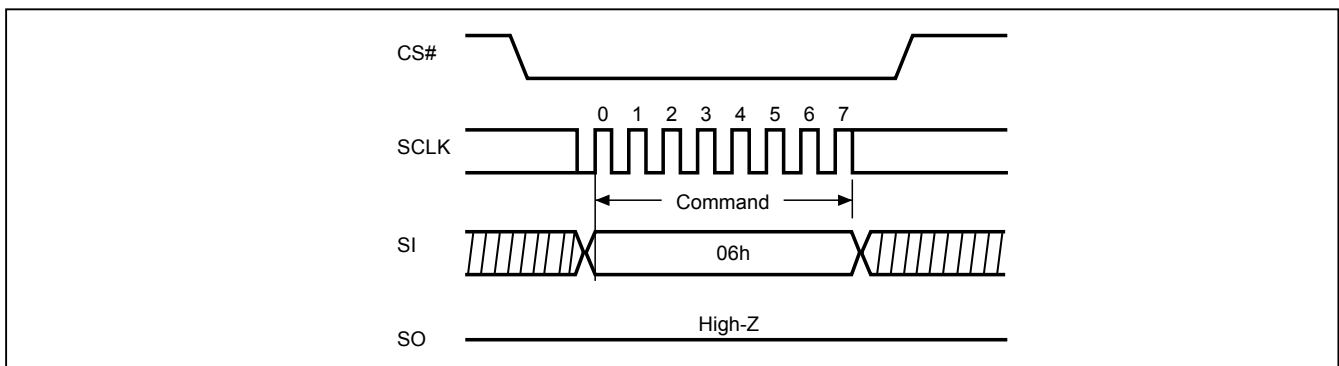 CS#
0 1 2 3 4 5 6 7
SCLK
Command
SI
06h
High-Z
SO